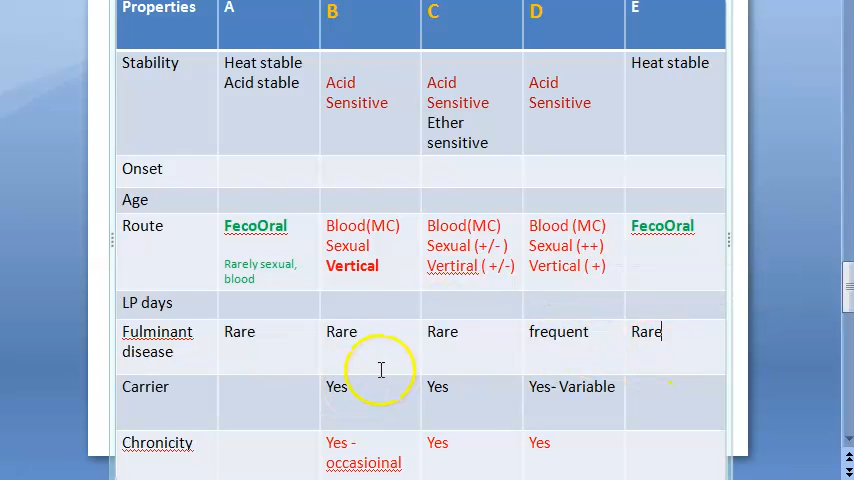 Properties A B C D E
Stability Heat stable Heat stable
Acid stable Acid Acid Acid
Sensitive Sensitive Sensitive
Ether
sensitive
Onset
Age
Route FecoOral Blood(MC) Blood(MC) Blood (MC) FecoOral
Sexual Sexual (+/- ) Sexual (++)
Rarely sexual, Vertical Vertiral ( +/-) Vertical ( +)
blood
LP days
Fulminant Rare Rare Rare frequent Rare
disease
Carrier Yes Yes Yes- Variable
Chronicity Yes - Yes Yes
occasioinal